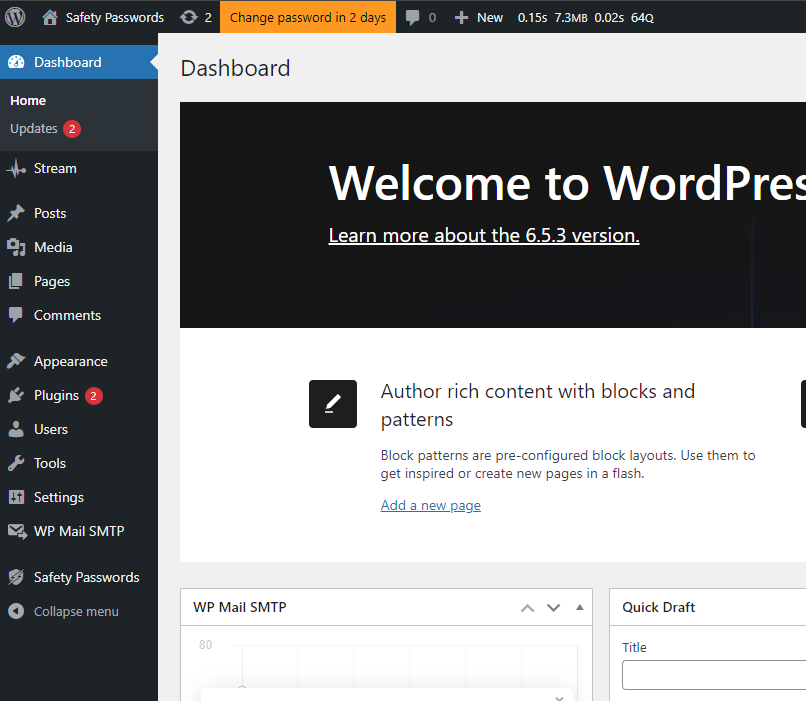 Safety Passwords 2 Change password in 2 days 0 New 0.15s 7.3MB 0.02s 64Q
Dashboard
Home
Updates 2
Stream
Posts
Media
Pages
Comments
Appearance
Plugins 2
Users
Tools
Settings
WP Mail SMTP
Safety Passwords
Collapse menu
Dashboard
Welcome to WordPres
Learn more about the 6.5.3 version.
Author rich content with blocks and
patterns
Block patterns are pre-configured block layouts. Use them to
get inspired or create new pages in a flash.
Add a new page
WP Mail SMTP
80
Quick Draft
Title